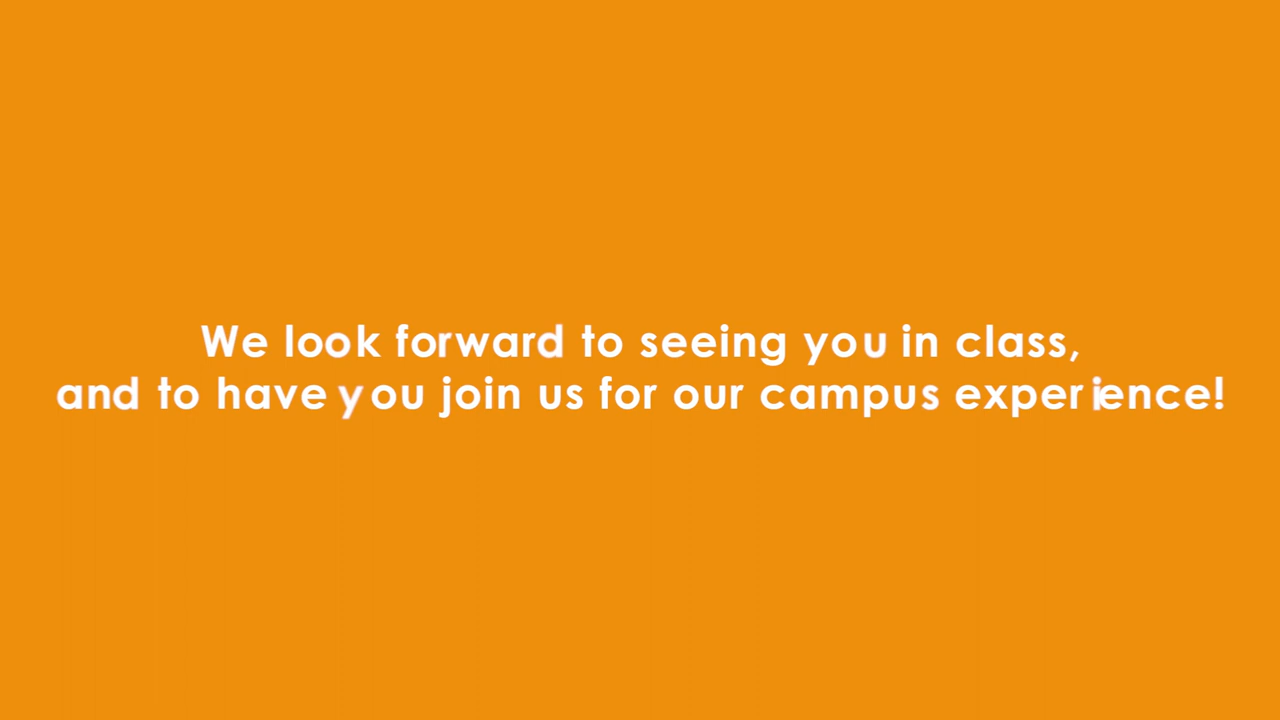 We look forward to seeing you in class,
and to have you join us for our campus experience!